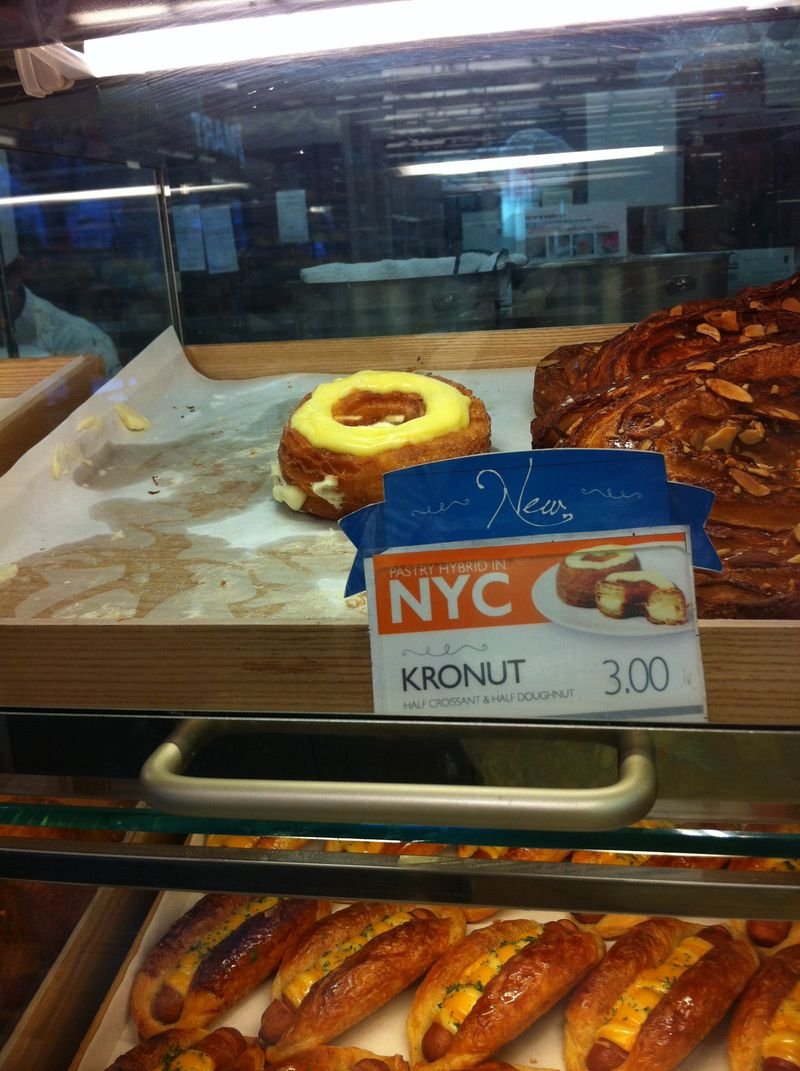 New
PASTRY HYBRID IN
NYC
KRONUT 3.00
HALF CROISSANT & HALF DOUGHNUT